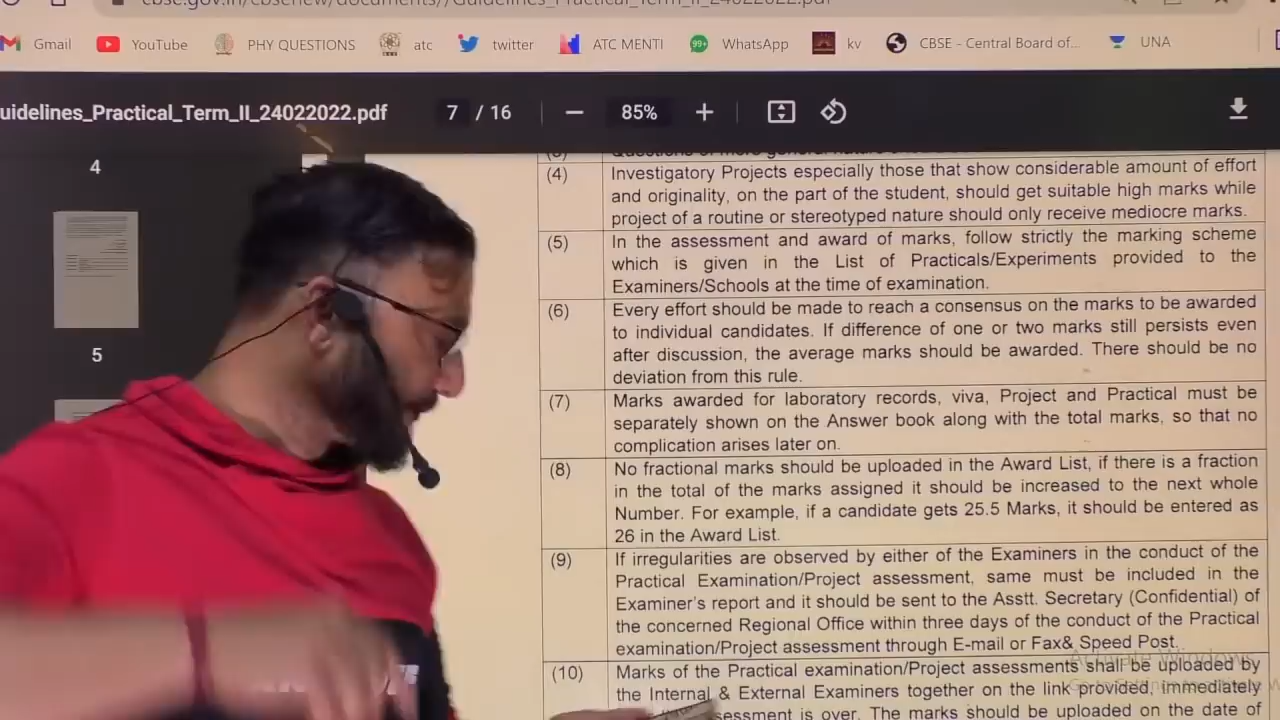 cbse.gov.in/cbsenew/documents//Guidelines_Practical_Term_II_24022022.pdf
Gmail YouTube PHY QUESTIONS atc twitter ATC MENTI 99+ WhatsApp kv CBSE - Central Board of... UNA
uidelines_Practical_Term_II_24022022.pdf 7 / 16 85%
4
5
(4) Investigatory Projects especially those that show considerable amount of effort
and originality, on the part of the student, should get suitable high marks while
project of a routine or stereotyped nature should only receive mediocre marks.
(5) In the assessment and award of marks, follow strictly the marking scheme
which is given in the List of Practicals/Experiments provided to the
Examiners/Schools at the time of examination.
(6) Every effort should be made to reach a consensus on the marks to be awarded
to individual candidates. If difference of one or two marks still persists even
after discussion, the average marks should be awarded. There should be no
deviation from this rule.
(7) Marks awarded for laboratory records, viva, Project and Practical must be
separately shown on the Answer book along with the total marks, so that no
complication arises later on.
(8) No fractional marks should be uploaded in the Award List, if there is a fraction
in the total of the marks assigned it should be increased to the next whole
Number. For example, if a candidate gets 25.5 Marks, it should be entered as
26 in the Award List.
(9) If irregularities are observed by either of the Examiners in the conduct of the
Practical Examination/Project assessment, same must be included in the
Examiner's report and it should be sent to the Asstt. Secretary (Confidential) of
the concerned Regional Office within three days of the conduct of the Practical
examination/Project assessment through E-mail or Fax& Speed Post.
Activate Windows
(10) Marks of the Practical examination/Project assessments shall be uploaded by
the Internal & External Examiners together on the link provided, immediately
is over. The marks should be uploaded on the date of